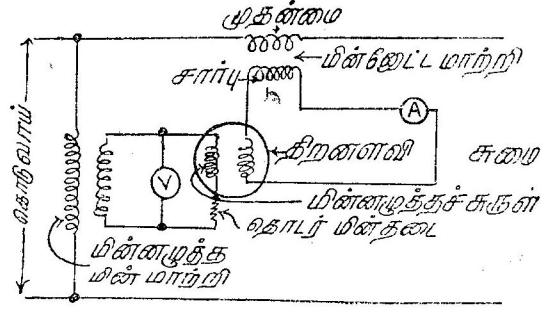 முதன்மை
மின்னோட்ட மாற்றி
சார்பு
A
கொடுவாய்
திறனளவி
சுமை
V
மின்னழுத்தச் சுருள்
தொடர் மின்தடை
மின்னழுத்த
மின் மாற்றி